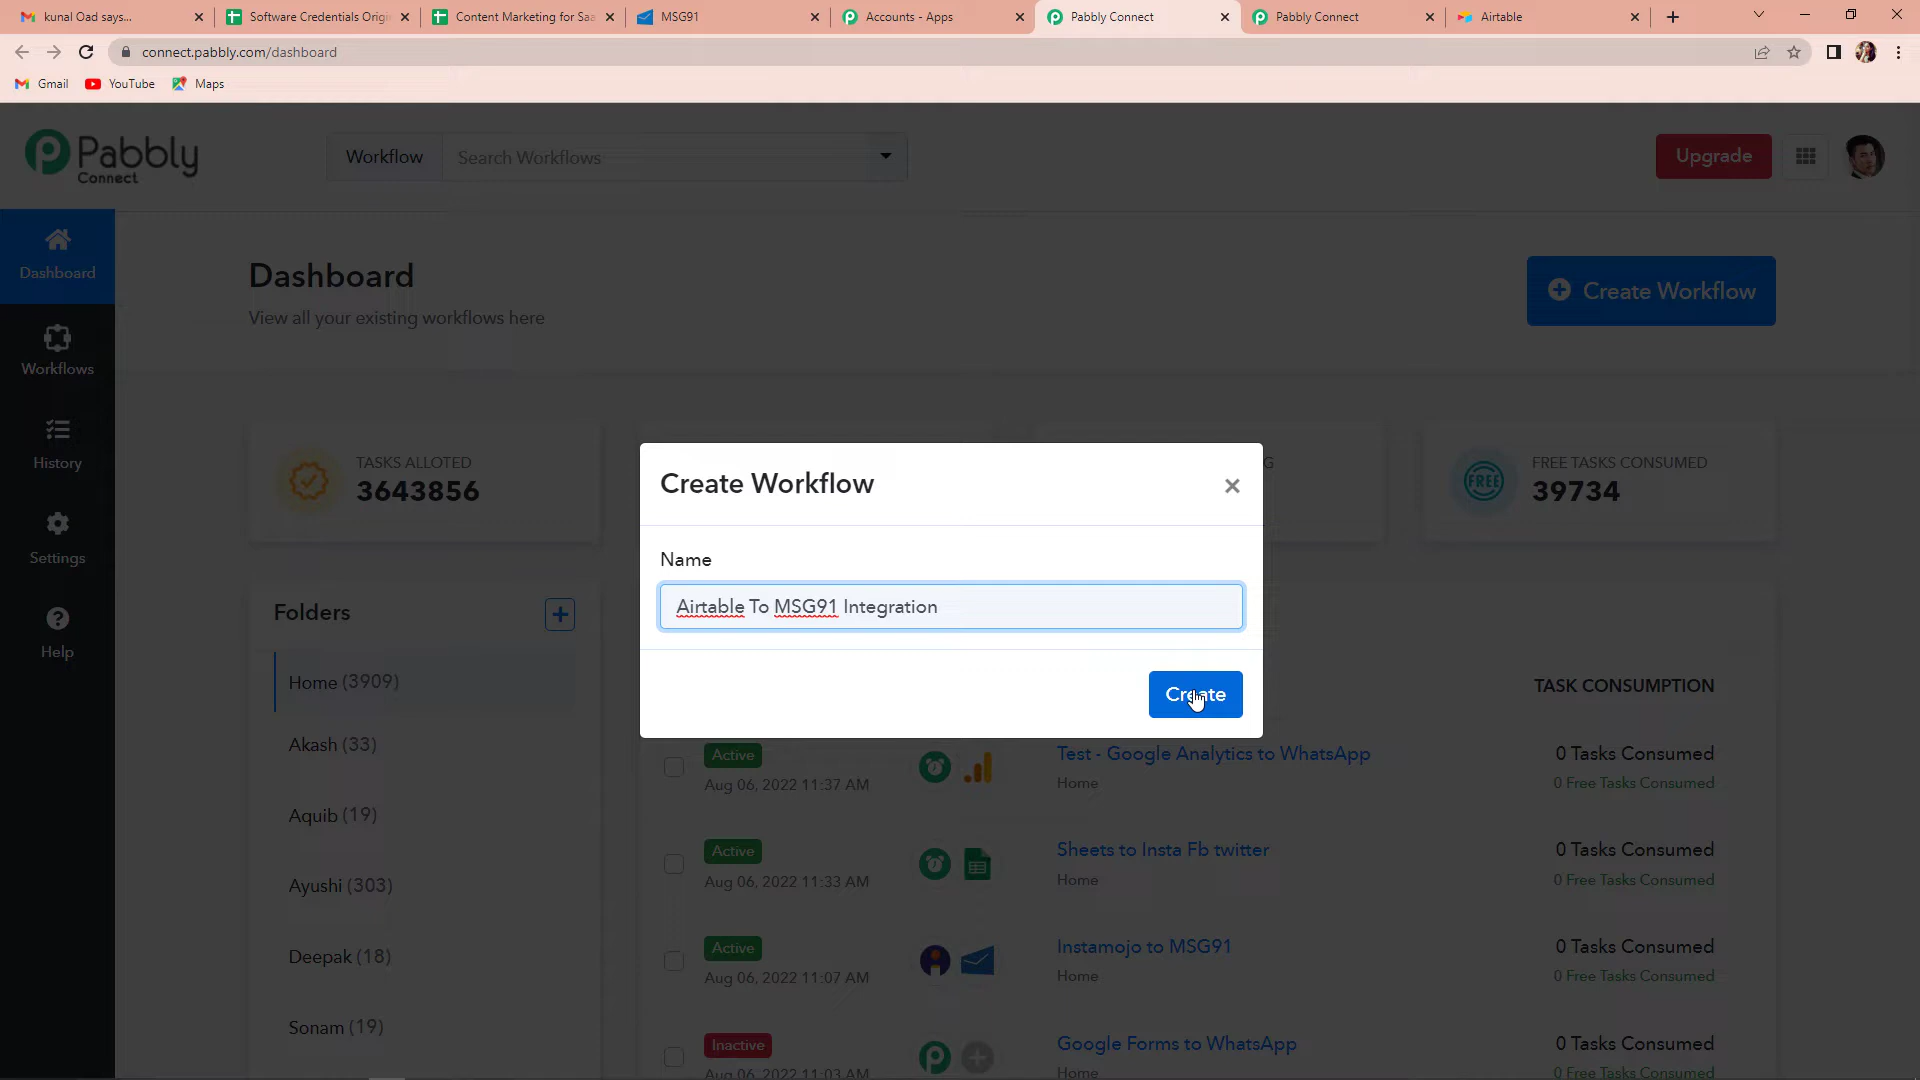 kunal Oad says...
Software Credentials Origi
Content Marketing for Saa
MSG91
Accounts - Apps
Pabbly Connect
Pabbly Connect
Airtable
connect.pabbly.com/dashboard
Gmail
YouTube
Maps
Pabbly
Connect
Workflow
Search Workflows
Upgrade
Dashboard
Dashboard
View all your existing workflows here
Create Workflow
Workflows
History
Settings
Help
TASKS ALLOTED
3643856
G
FREE TASKS CONSUMED
FREE
39734
Create Workflow
×
Name
Airtable To MSG91 Integration
Create
Folders
Home (3909)
Akash (33)
Aquib (19)
Ayushi (303)
Deepak (18)
Sonam (19)
TASK CONSUMPTION
Active
Aug 06, 2022 11:37 AM
Test - Google Analytics to WhatsApp
Home
0 Tasks Consumed
0 Free Tasks Consumed
Active
Aug 06, 2022 11:33 AM
Sheets to Insta Fb twitter
Home
0 Tasks Consumed
0 Free Tasks Consumed
Active
Aug 06, 2022 11:07 AM
Instamojo to MSG91
Home
0 Tasks Consumed
0 Free Tasks Consumed
Inactive
Aug 06, 2022 11:03 AM
Google Forms to WhatsApp
Home
0 Tasks Consumed
0 Free Tasks Consumed